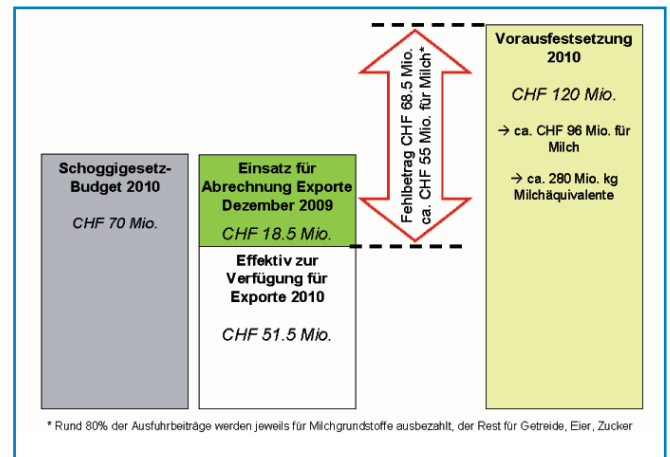 Schoggigesetz-
Budget 2010
CHF 70 Mio.
Einsatz für
Abrechnung Exporte
Dezember 2009
CHF 18.5 Mio.
Effektiv zur
Verfügung für
Exporte 2010
CHF 51.5 Mio.
Fehlbetrag CHF 68.5 Mio.
ca. CHF 55 Mio. für Milch*
Vorausfestsetzung
2010
CHF 120 Mio.
→ ca. CHF 96 Mio. für
Milch
→ ca. 280 Mio. kg
Milchäquivalente
* Rund 80% der Ausfuhrbeiträge werden jeweils für Milchgrundstoffe ausbezahlt, der Rest für Getreide, Eier, Zucker